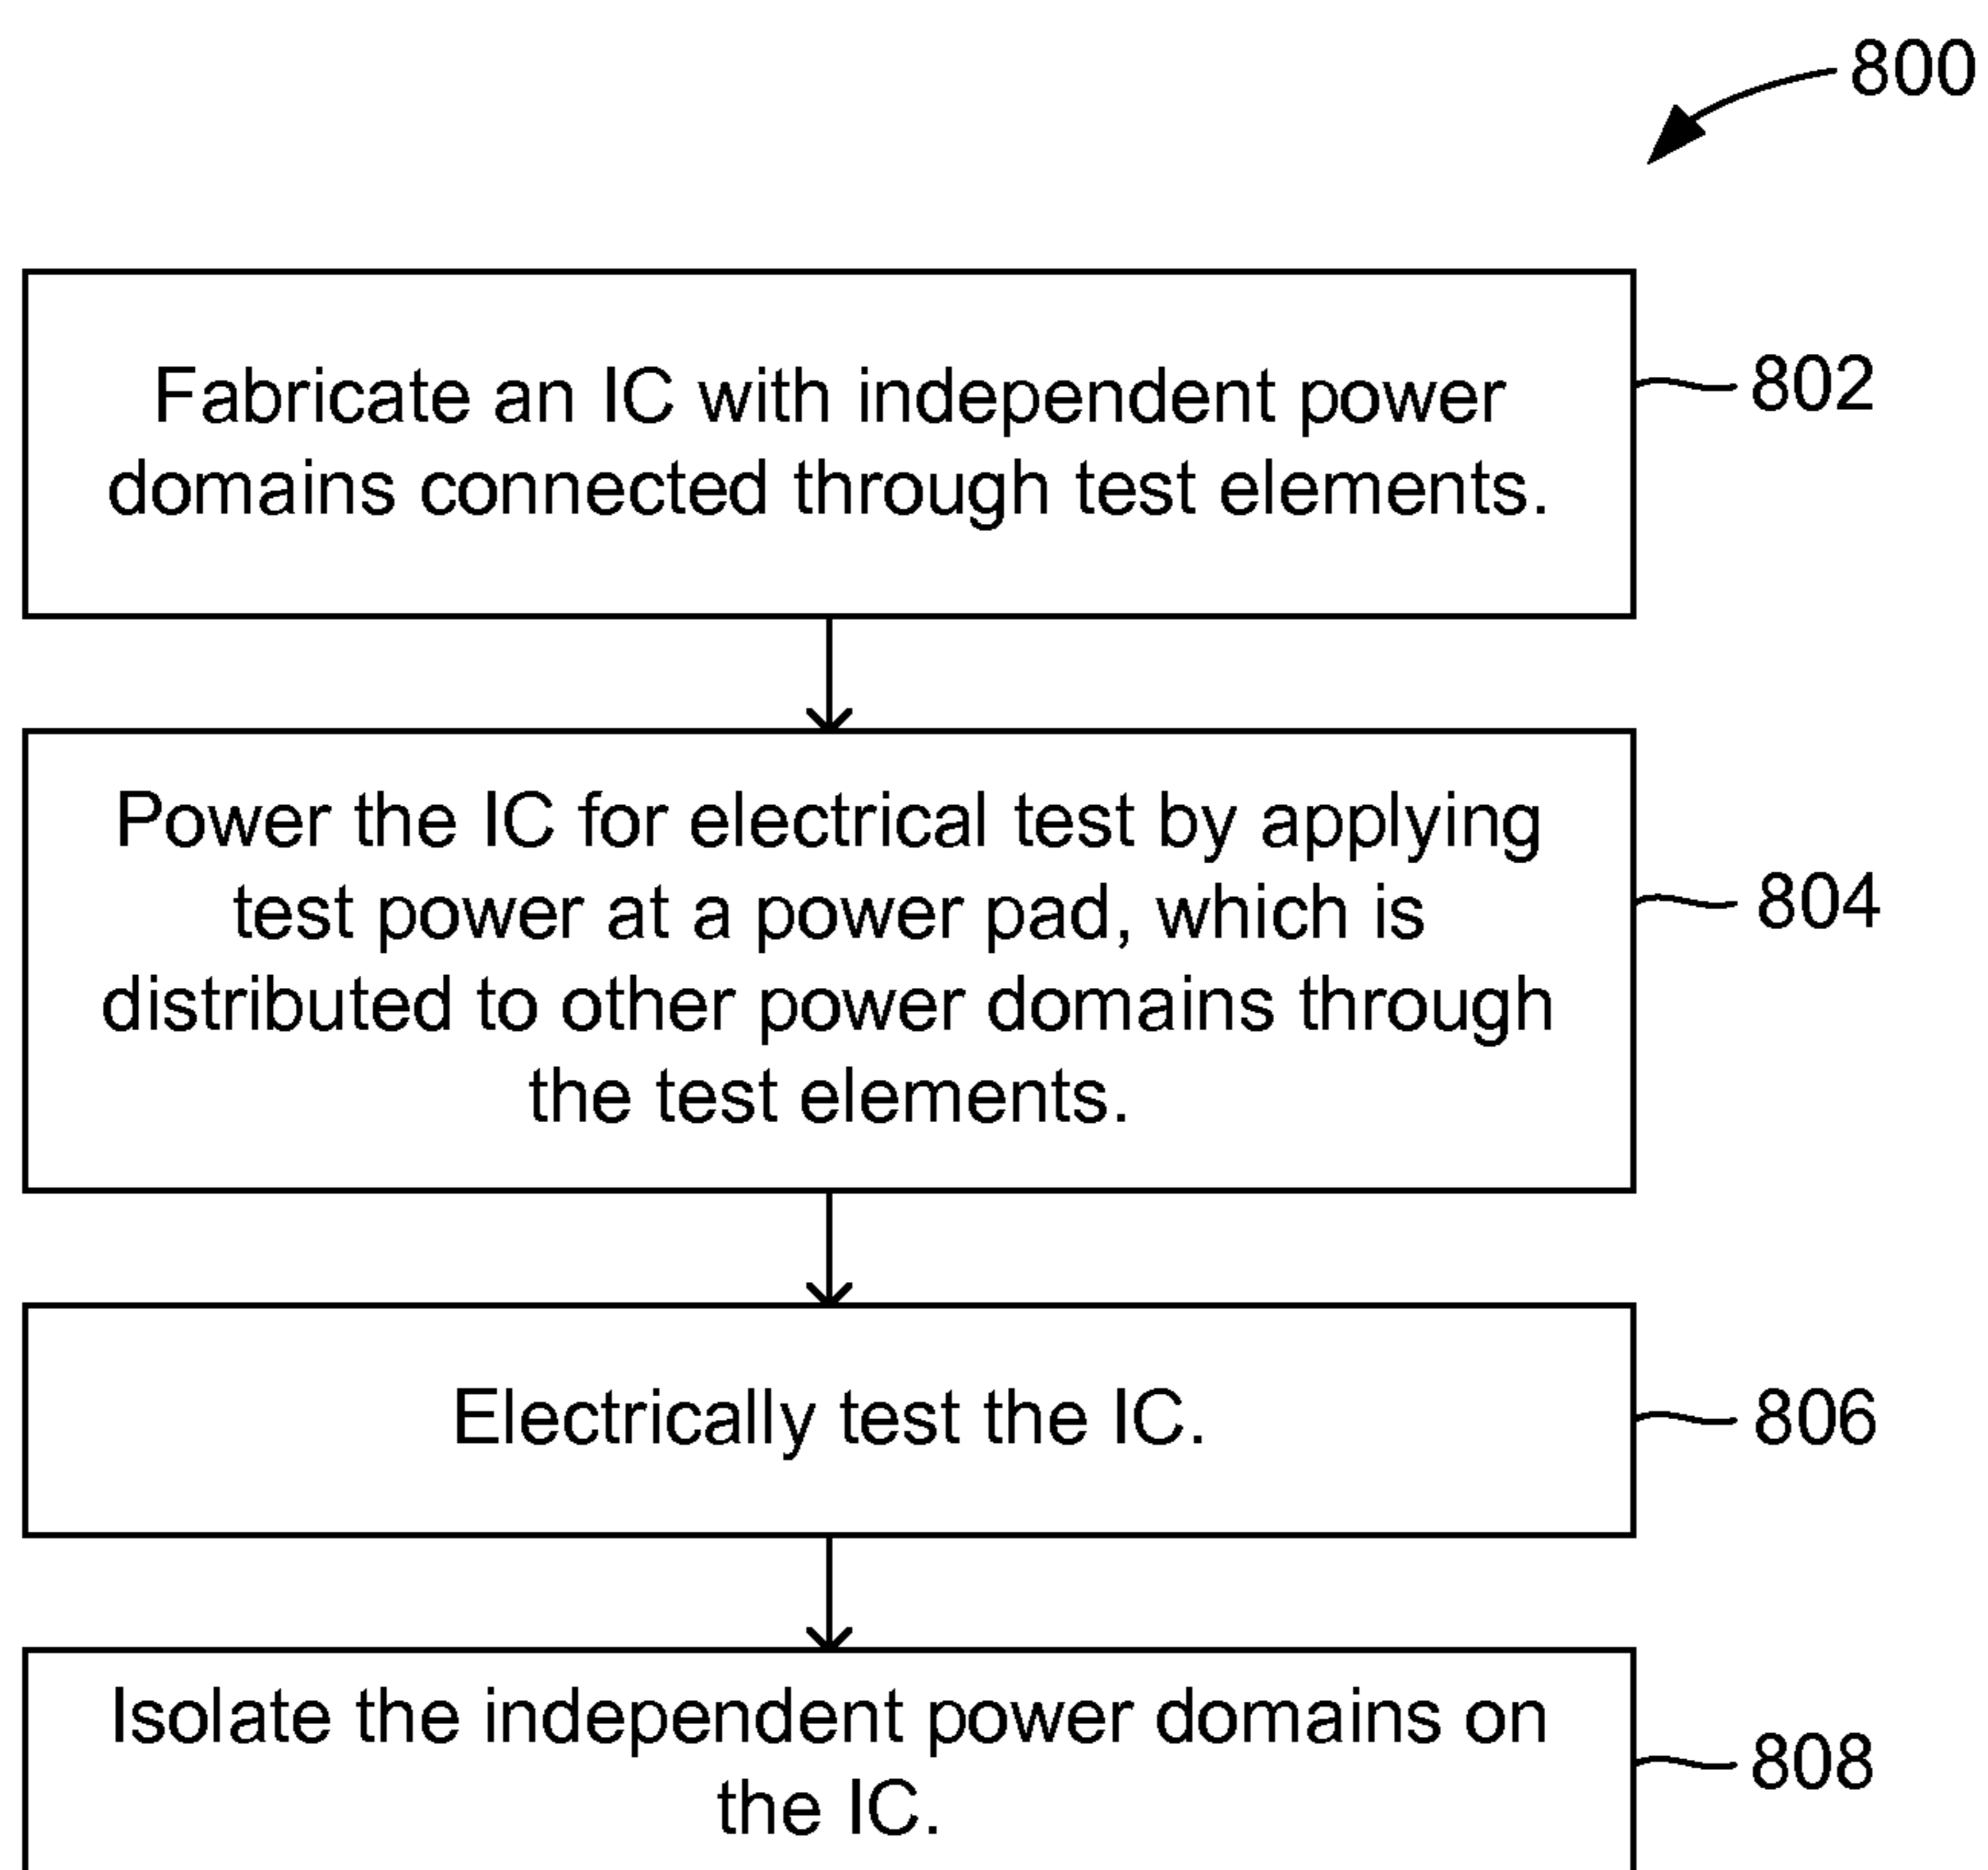 800
Fabricate an IC with independent power
domains connected through test elements.
802
Power the IC for electrical test by applying
test power at a power pad, which is
distributed to other power domains through
the test elements.
804
Electrically test the IC.
806
Isolate the independent power domains on
the IC.
808